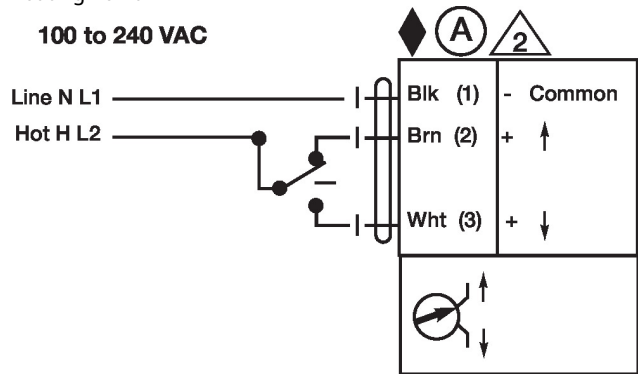 100 to 240 VAC
A
2
Line N L1
Blk (1) - Common
Hot H L2
Brn (2) + ↑
Wht (3) + ↓